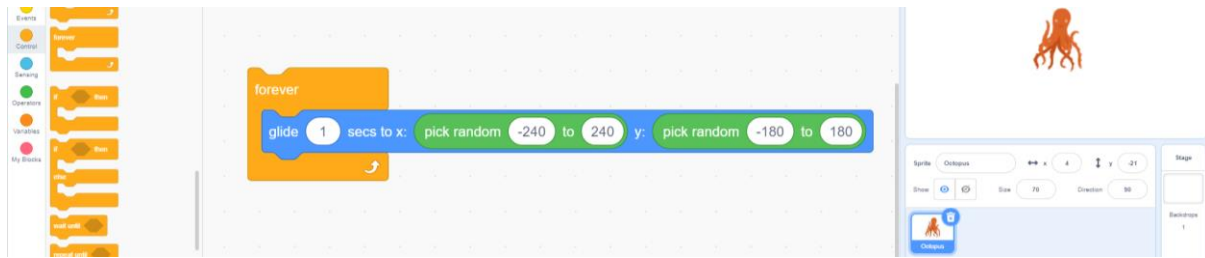 Events
Control
Sensing
Operators
Variables
My Blocks
forever
if then
if then
else
wait until
repeat until
forever
glide 1 secs to x: pick random -240 to 240 y: pick random -180 to 180
Sprite Octopus x 4 y -21
Show Size 70 Direction 90
Octopus
Stage
Backdrops
1